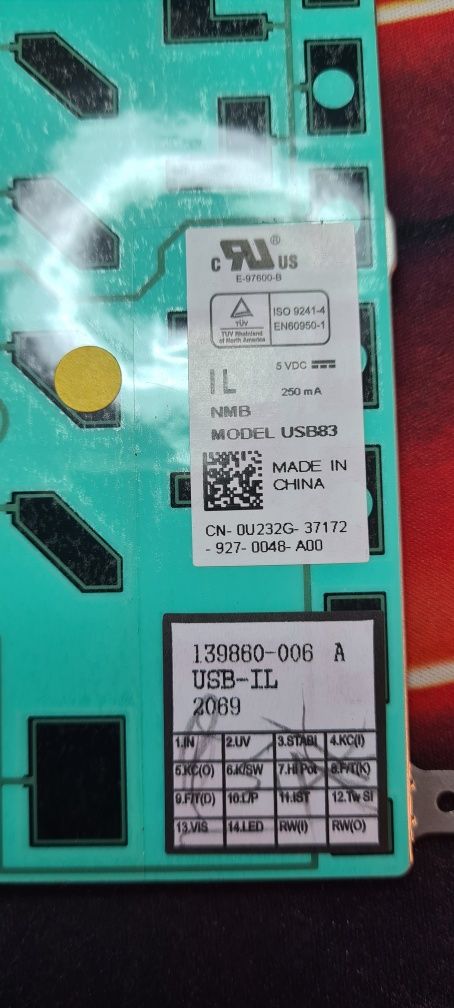 C RU ® US
E-97600-B
TÜV
TUV Rheinland
of North America
ISO 9241-4
EN60950-1
IL
5 VDC
250 mA
NMB
MODEL USB83
MADE IN
CHINA
CN- 0U232G- 37172
- 927- 0048- A00
139860-006 A
USB-IL
2069
1.IN 2.UV 3.STABI 4.KC(I)
5.KC(O) 6.K/SW 7.Hi Pot 8.F/T(K)
9.F/T(D) 10.L/P 11.IST 12.Tw SI
13.VIS 14.LED RW(I) RW(O)